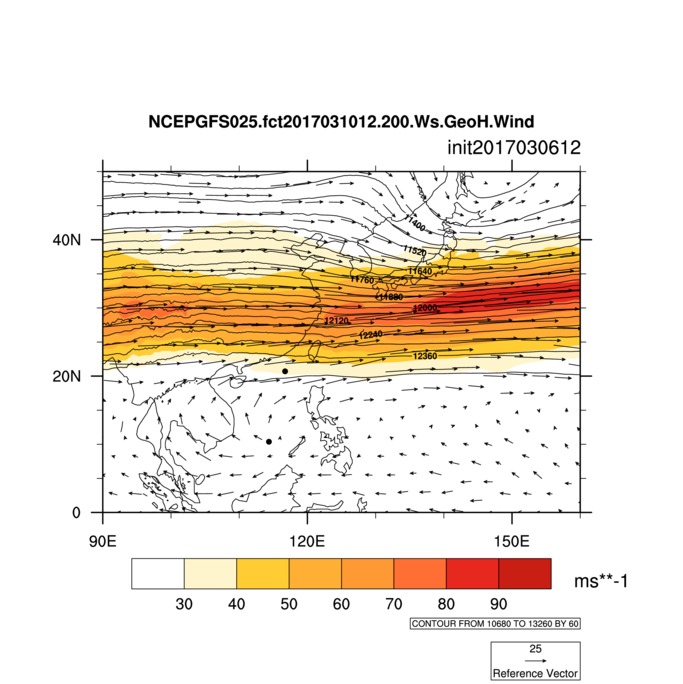 NCEPGFS025.fct2017031012.200.Ws.GeoH.Wind
init2017030612
40N
20N
0
11400
11520
11640
11760
11880
12000
12120
12240
12360
90E 120E 150E
30 40 50 60 70 80 90
ms**-1
CONTOUR FROM 10680 TO 13260 BY 60
25
Reference Vector